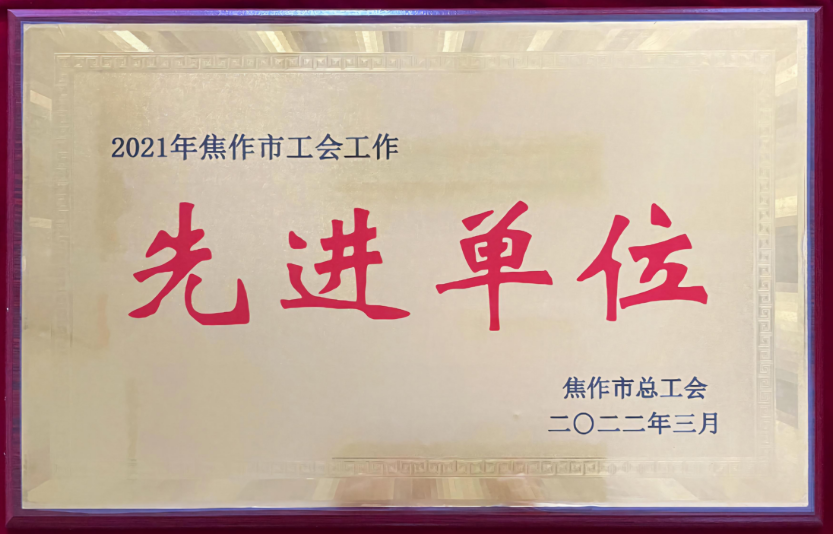 2021年焦作市工会工作
先进单位
焦作市总工会
二〇二二年三月